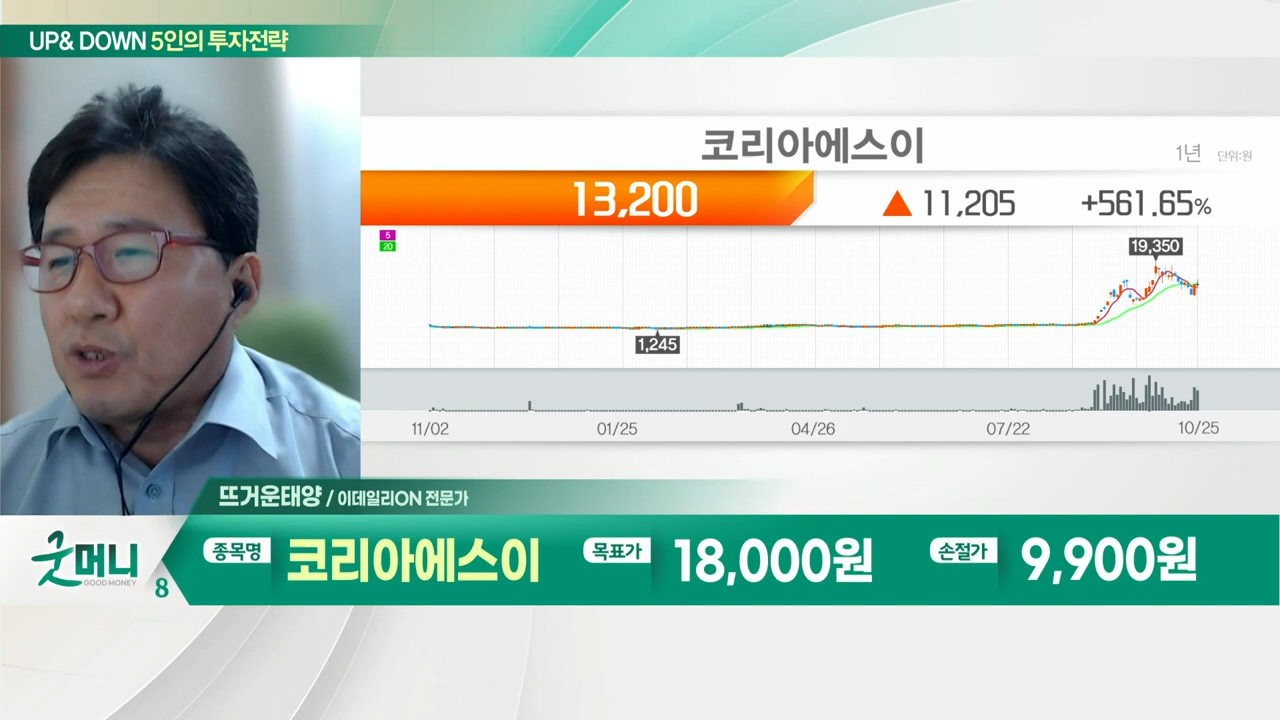 UP& DOWN 5인의 투자전략
코리아에스이
1년 단위:원
13,200 ▲ 11,205 +561.65%
5
20
19,350
1,245
11/02 01/25 04/26 07/22 10/25
뜨거운태양 / 이데일리ON 전문가
굿머니
GOOD MONEY
8
종목명 코리아에스이 목표가 18,000원 손절가 9,900원